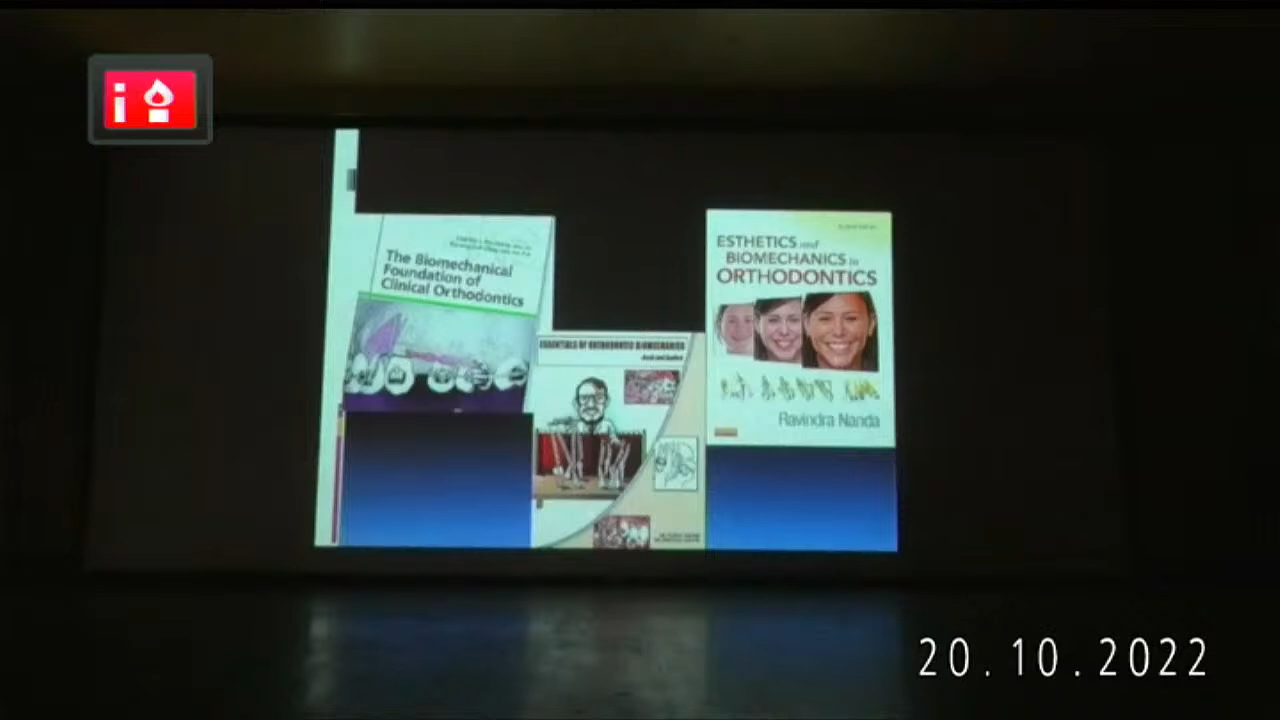 i
The Biomechanical
Foundation of
Clinical Orthodontics
ESSENTIALS OF ORTHODONTIC BIOMECHANICS
ESTHETICS and
BIOMECHANICS in
ORTHODONTICS
Ravindra Nanda
20.10.2022